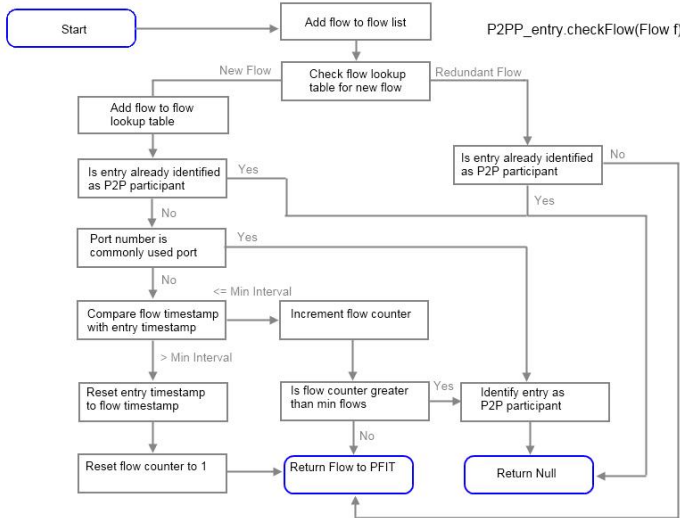 Start
Add flow to flow list
P2PP_entry.checkFlow(Flow f)
New Flow
Check flow lookup
table for new flow
Redundant Flow
Add flow to flow
lookup table
Is entry already identified
as P2P participant
Yes
Is entry already identified
as P2P participant
No
No
Yes
Port number is
commonly used port
Yes
No
<= Min Interval
Compare flow timestamp
with entry timestamp
Increment flow counter
> Min Interval
Reset entry timestamp
to flow timestamp
Is flow counter greater
than min flows
Yes
Identify entry as
P2P participant
No
Reset flow counter to 1
Return Flow to PFIT
Return Null